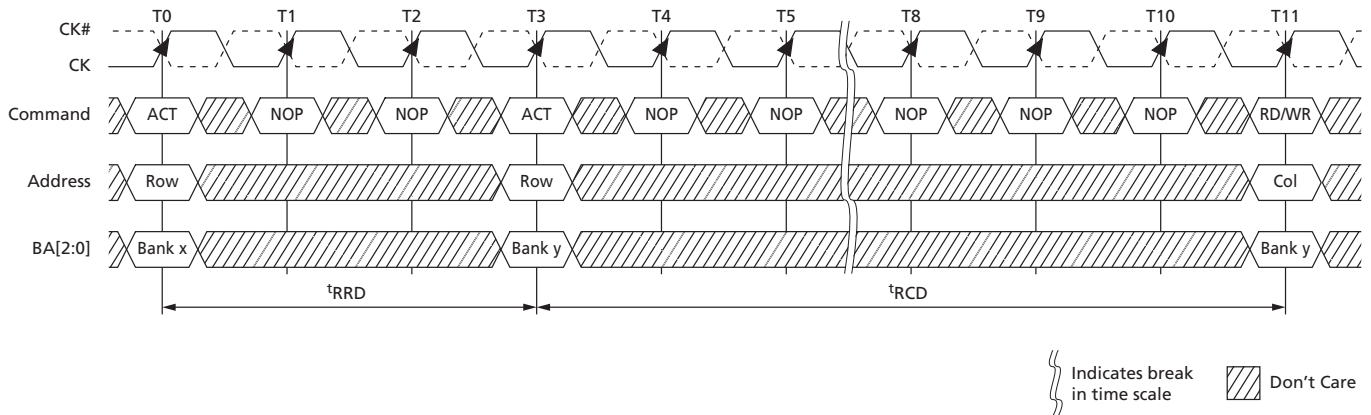 T0 T1 T2 T3 T4 T5 T8 T9 T10 T11
CK#
CK
Command ACT NOP NOP ACT NOP NOP NOP NOP NOP RD/WR
Address Row Row Col
BA[2:0] Bank x Bank y Bank y
tRRD tRCD
Indicates break
in time scale
Don't Care